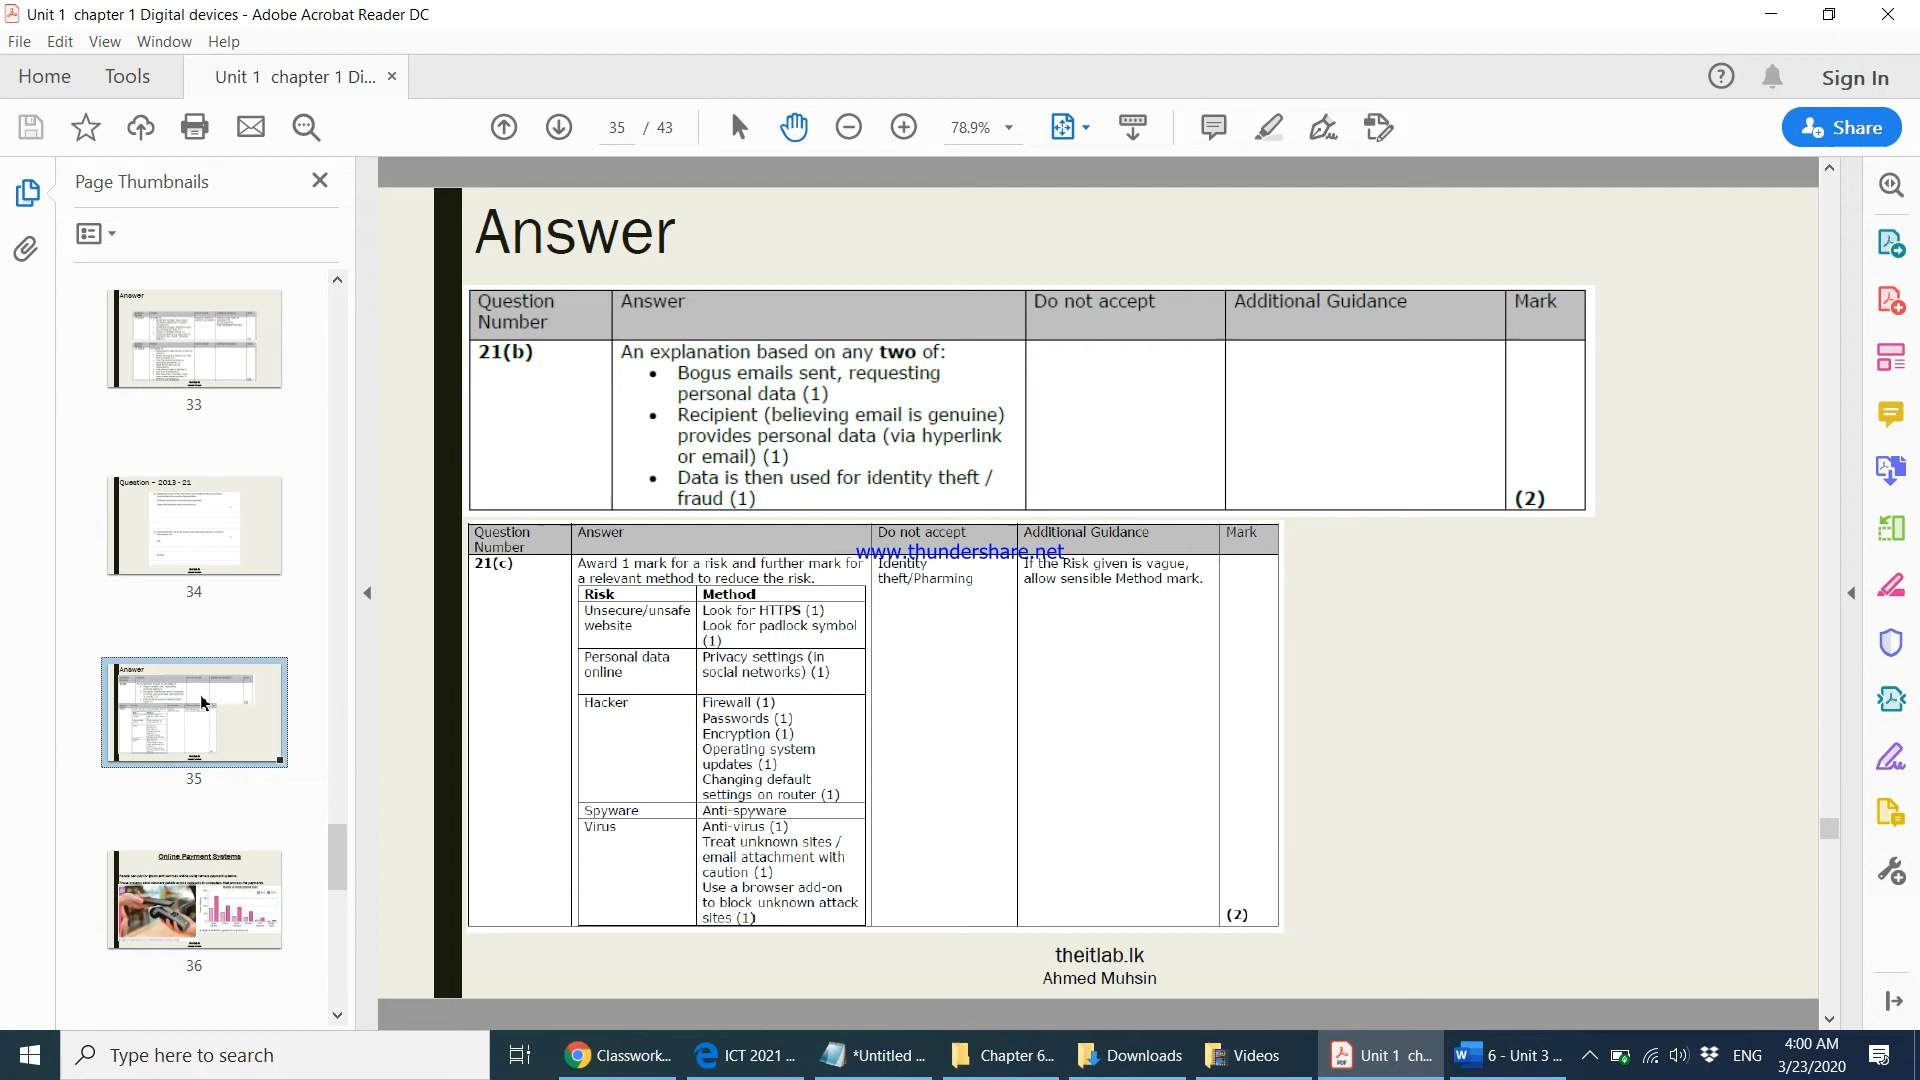 Unit 1  chapter 1 Digital devices - Adobe Acrobat Reader DC
File Edit View Window Help
Home Tools Unit 1  chapter 1 Di... ×
Sign In
35 / 43 78.9%
Share
Page Thumbnails
Answer
33
Question – 2013 - 21
34
Answer
35
Online Payment Systems
36
Answer
Question Number
Answer
Do not accept
Additional Guidance
Mark
21(b)
An explanation based on any two of:
• Bogus emails sent, requesting
personal data (1)
• Recipient (believing email is genuine)
provides personal data (via hyperlink
or email) (1)
• Data is then used for identity theft /
fraud (1)
(2)
Question Number
Answer
Do not accept
Additional Guidance
Mark
www.thundershare.net
21(c)
Award 1 mark for a risk and further mark for
a relevant method to reduce the risk.
Identity
theft/Pharming
If the Risk given is vague,
allow sensible Method mark.
Risk
Method
Unsecure/unsafe
website
Look for HTTPS (1)
Look for padlock symbol
(1)
Personal data
online
Privacy settings (in
social networks) (1)
Hacker
Firewall (1)
Passwords (1)
Encryption (1)
Operating system
updates (1)
Changing default
settings on router (1)
Spyware
Anti-spyware
Virus
Anti-virus (1)
Treat unknown sites /
email attachment with
caution (1)
Use a browser add-on
to block unknown attack
sites (1)
(2)
theitlab.lk
Ahmed Muhsin
Type here to search
Classwork...
ICT 2021 ...
*Untitled ...
Chapter 6...
Downloads
Videos
Unit 1  ch...
6 - Unit 3 ...
ENG
4:00 AM
3/23/2020